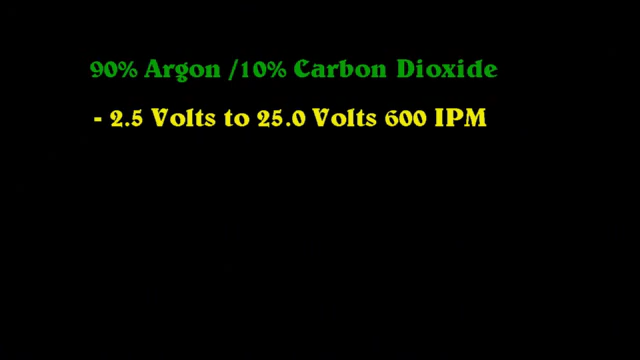 90% Argon /10% Carbon Dioxide
- 2.5 Volts to 25.0 Volts 600 IPM